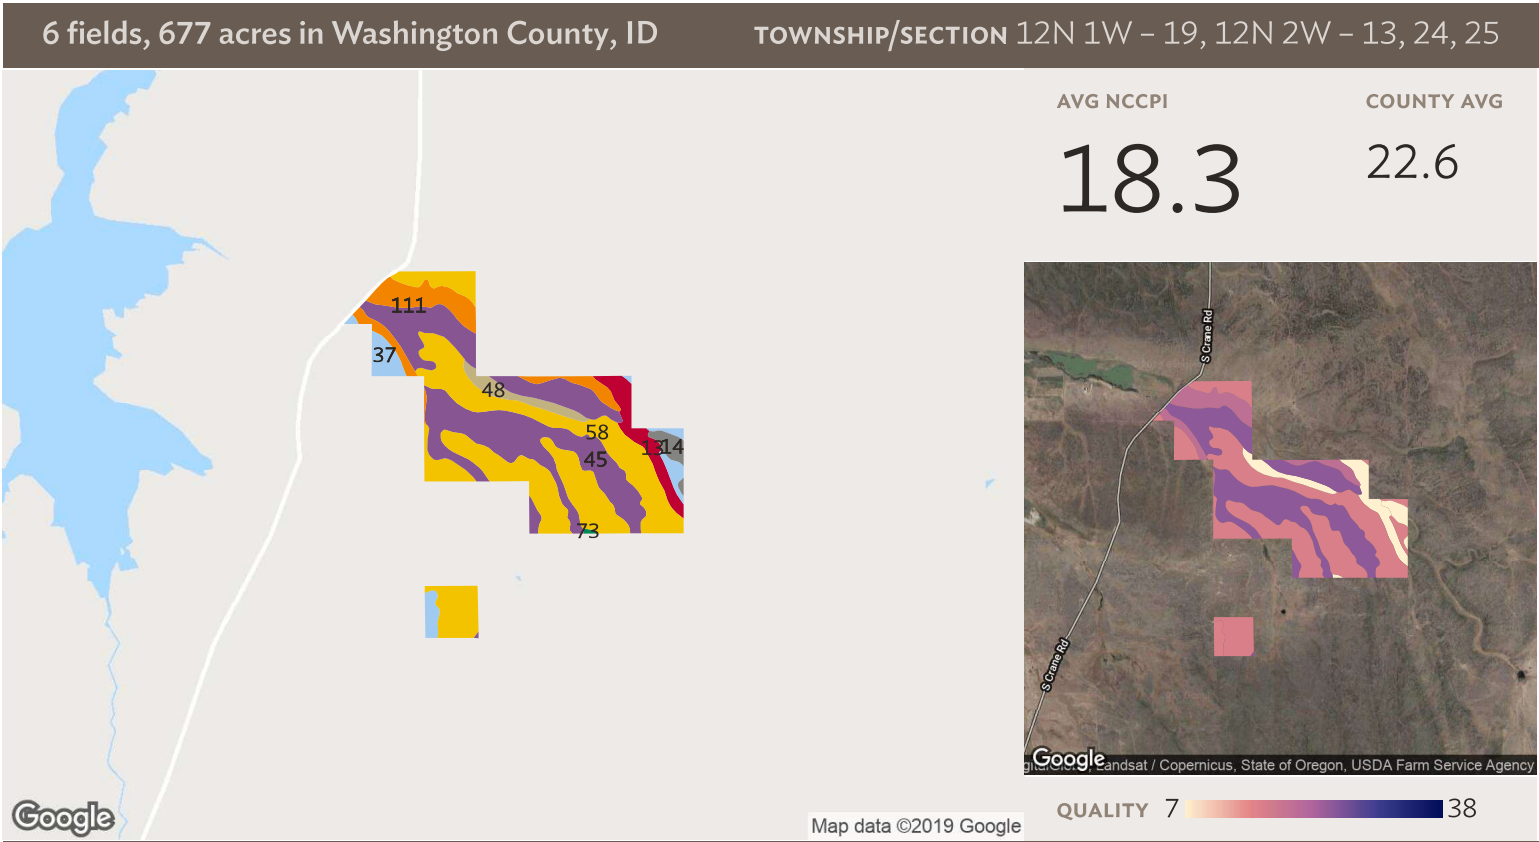 6 fields, 677 acres in Washington County, ID
TOWNSHIP/SECTION 12N 1W – 19, 12N 2W – 13, 24, 25
AVG NCCPI
COUNTY AVG
18.3
22.6
111
37
48
58
13
14
45
73
S Crane Rd
S Crane Rd
Google
Landsat / Copernicus, State of Oregon, USDA Farm Service Agency
Google
Map data ©2019 Google
QUALITY 7 38